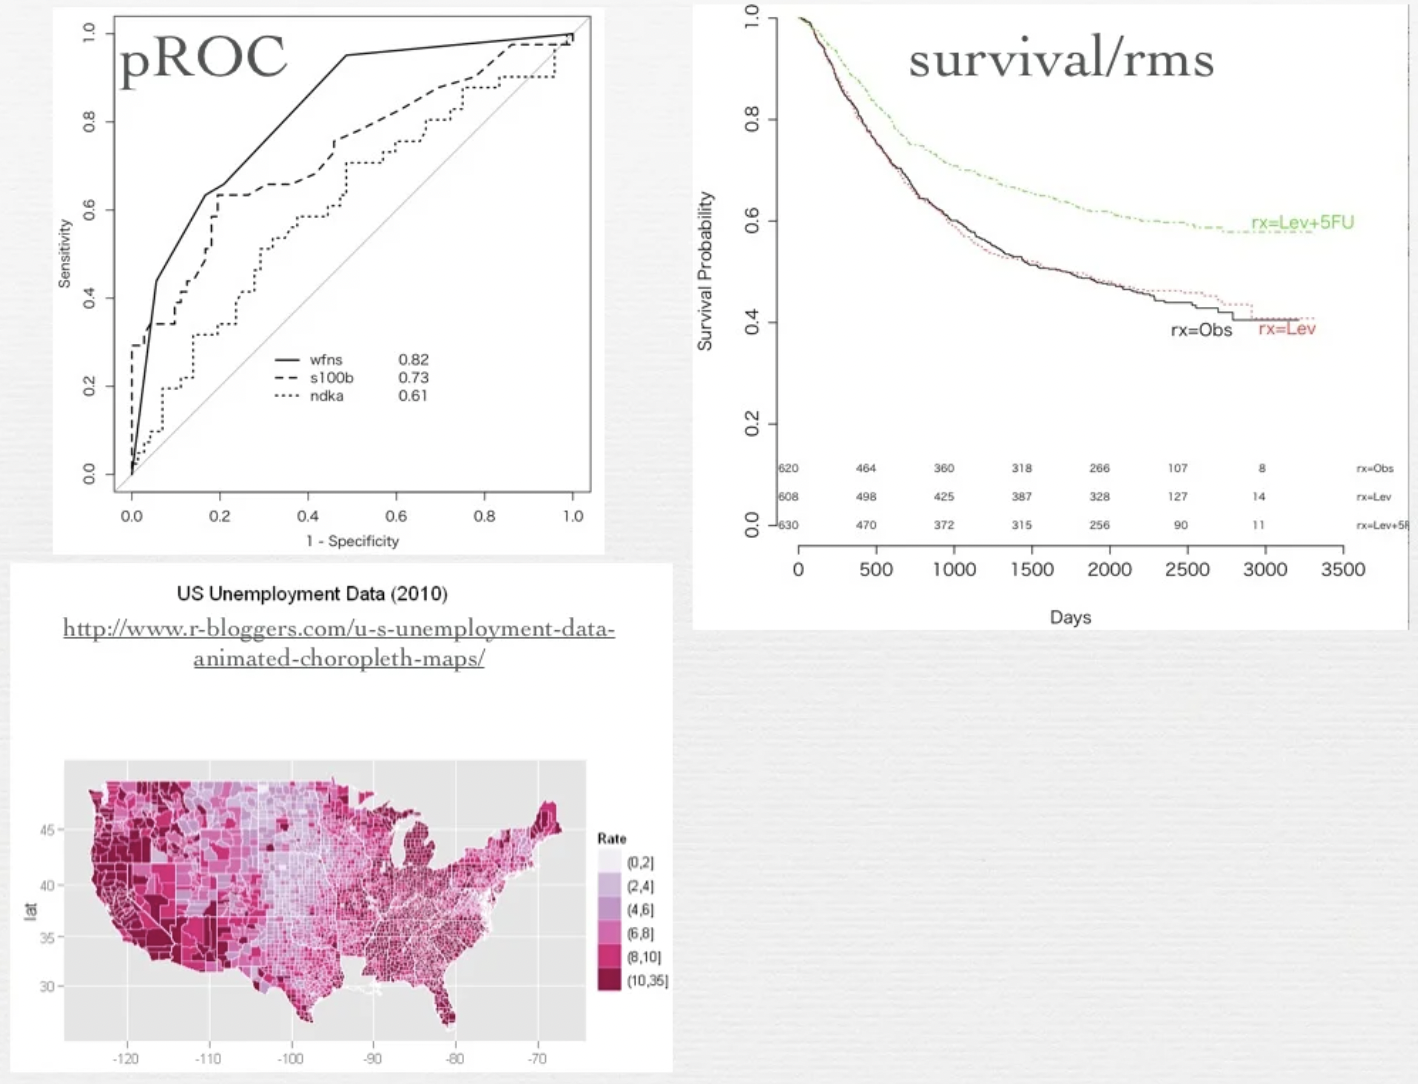 pROC
1.0
0.8
0.6
0.4
0.2
0.0
Sensitivity
wfns 0.82
s100b 0.73
ndka 0.61
0.0 0.2 0.4 0.6 0.8 1.0
1 - Specificity
survival/rms
1.0
0.8
0.6
0.4
0.2
0.0
Survival Probability
rx=Lev+5FU
rx=Obs rx=Lev
620 464 360 318 266 107 8 rx=Obs
608 498 425 387 328 127 14 rx=Lev
630 470 372 315 256 90 11 rx=Lev+5F
0 500 1000 1500 2000 2500 3000 3500
Days
US Unemployment Data (2010)
http://www.r-bloggers.com/u-s-unemployment-data-
animated-choropleth-maps/
45
40
35
30
lat
-120 -110 -100 -90 -80 -70
Rate
(0,2]
(2,4]
(4,6]
(6,8]
(8,10]
(10,35]